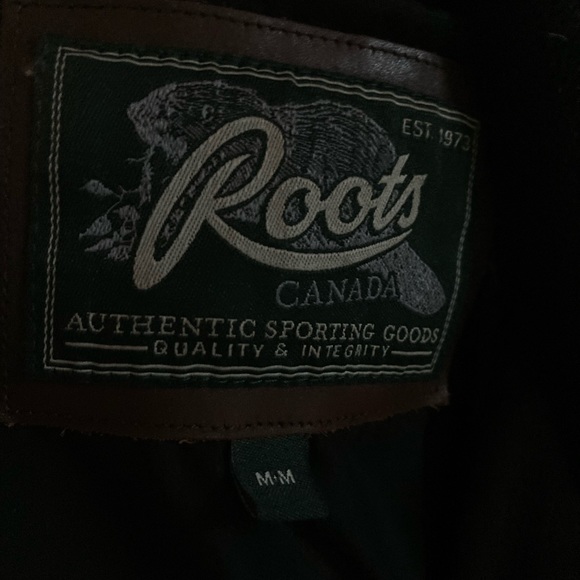 EST. 1973
Roots
CANADA
AUTHENTIC SPORTING GOODS
QUALITY & INTEGRITY
M·M